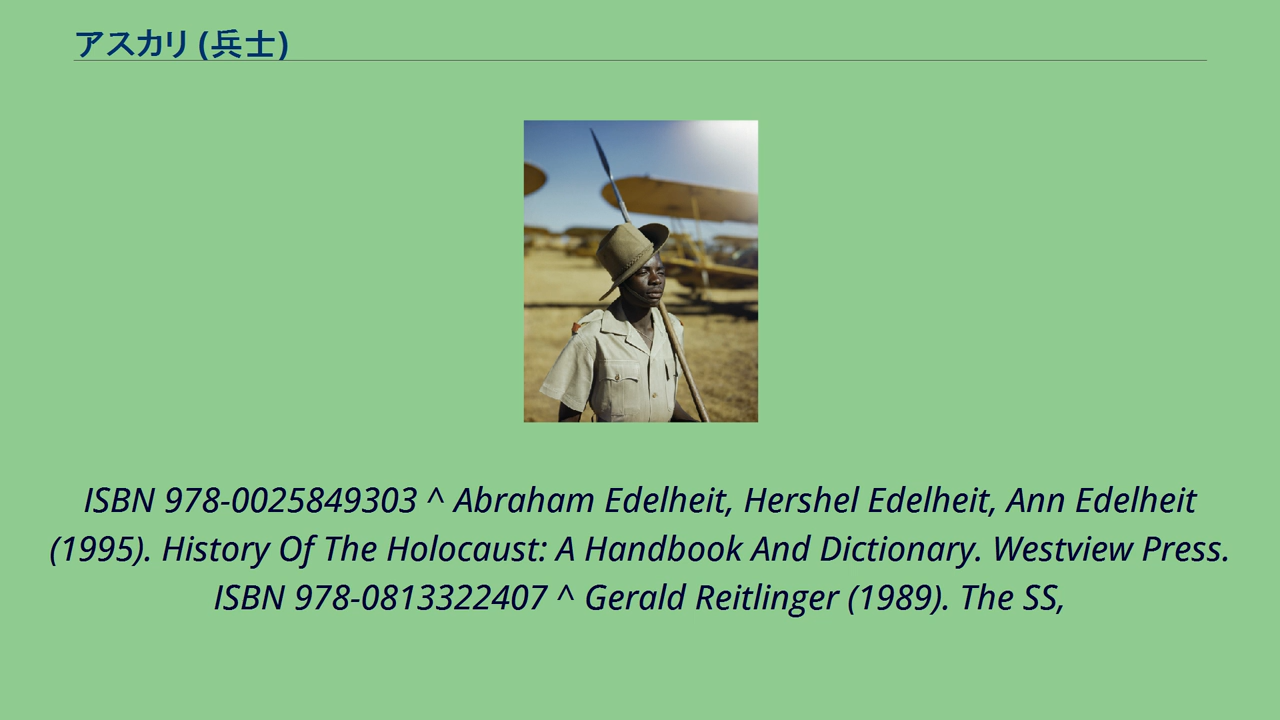 アスカリ (兵士)
ISBN 978-0025849303 ^ Abraham Edelheit, Hershel Edelheit, Ann Edelheit
(1995). History Of The Holocaust: A Handbook And Dictionary. Westview Press.
ISBN 978-0813322407 ^ Gerald Reitlinger (1989). The SS,